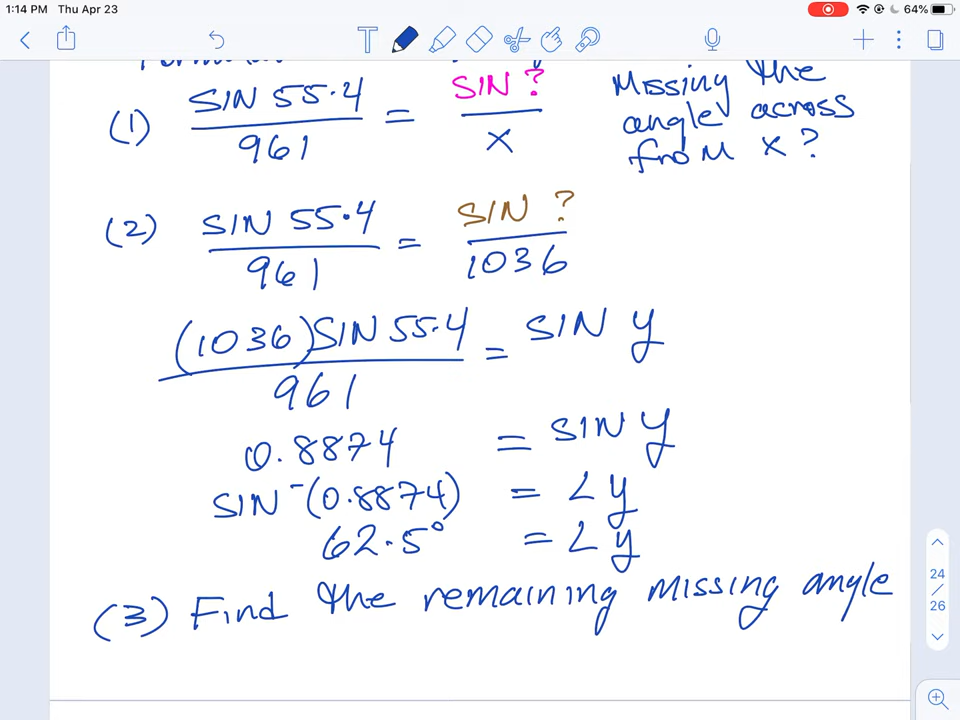 1:14 PM Thu Apr 23
64%
T
(1) SIN 55.4 / 961 = SIN ? / X
Missing the
angle across
from X?
(2) SIN 55.4 / 961 = SIN ? / 1036
(1036) SIN 55.4 / 961 = SIN y
0.8874 = SIN y
SIN⁻(0.8874) = ∠y
62.5° = ∠y
(3) Find the remaining missing angle
24
/
26